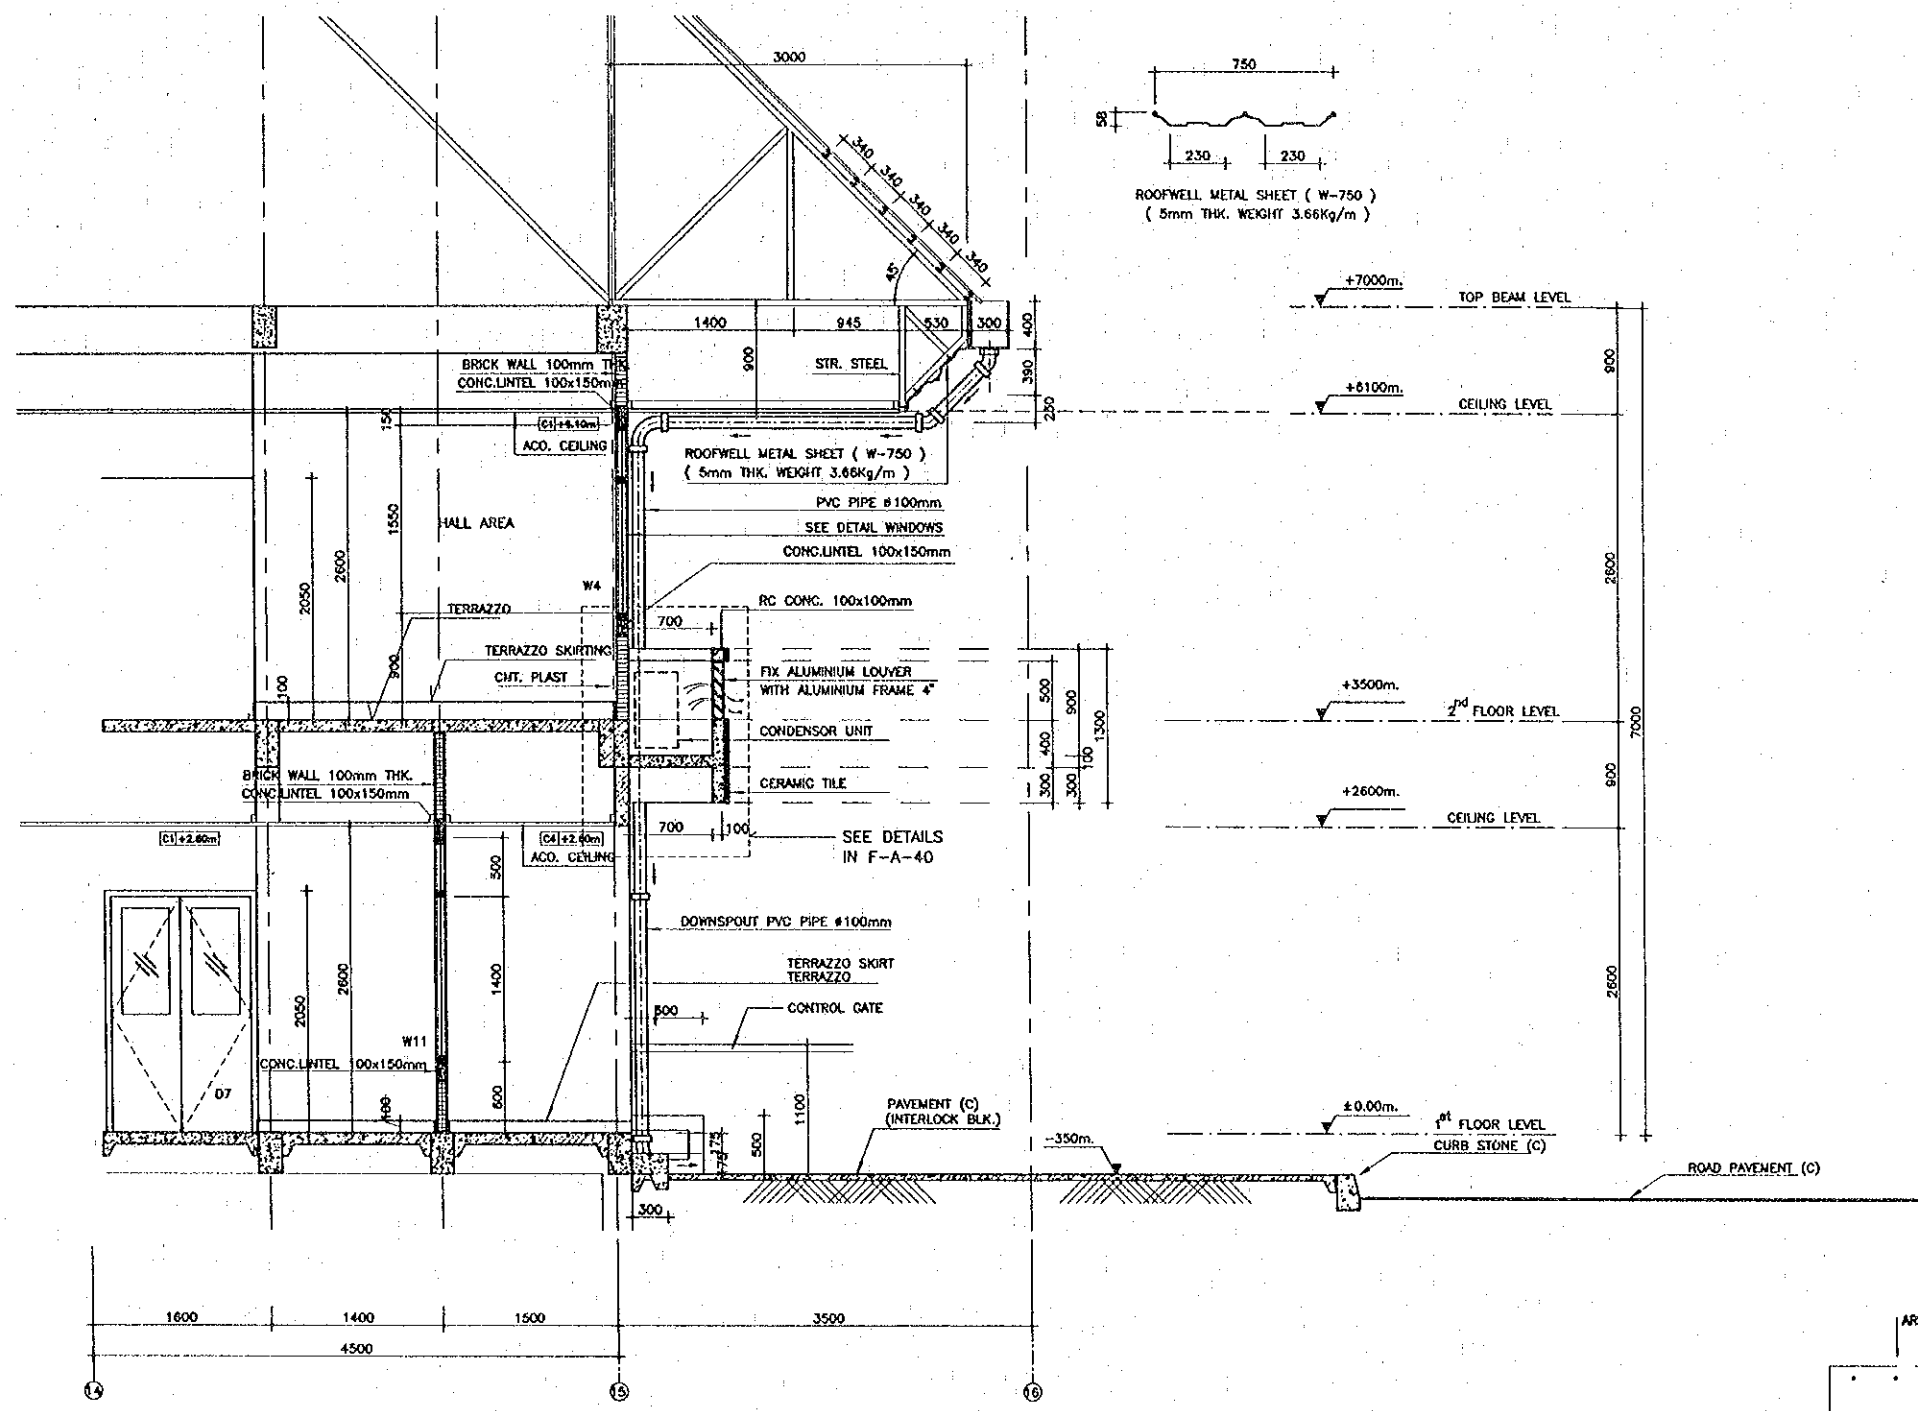 3000
750
58
230
230
ROOFWELL METAL SHEET ( W-750 )
( 5mm THK. WEIGHT 3.66Kg/m )
340
340
340
340
340
45°
+7000m.
TOP BEAM LEVEL
1400
945
530
300
400
900
900
BRICK WALL 100mm THK.
CONC.LINTEL 100x150mm
STR. STEEL
390
+6100m.
CEILING LEVEL
230
150
C1 +6.10m
ACO. CEILING
ROOFWELL METAL SHEET ( W-750 )
( 5mm THK. WEIGHT 3.66Kg/m )
PVC PIPE ø100mm
HALL AREA
1550
SEE DETAIL WINDOWS
CONC.LINTEL 100x150mm
2050
2600
2600
W4
RC CONC. 100x100mm
TERRAZZO
700
TERRAZZO SKIRTING
900
100
CMT. PLAST
FIX ALUMINIUM LOUVER
WITH ALUMINIUM FRAME 4"
500
900
1300
+3500m.
2nd FLOOR LEVEL
7000
CONDENSOR UNIT
400
100
BRICK WALL 100mm THK.
CONC.LINTEL 100x150mm
CERAMIC TILE
300
300
900
+2600m.
CEILING LEVEL
C1 +2.60m
C4 +2.60m
ACO. CEILING
700
100
SEE DETAILS
IN F-A-40
500
DOWNSPOUT PVC PIPE ø100mm
TERRAZZO SKIRT
TERRAZZO
2050
2600
1400
500
CONTROL GATE
2600
W11
CONC.LINTEL 100x150mm
D7
100
600
1100
PAVEMENT (C)
(INTERLOCK BLK.)
±0.00m.
1st FLOOR LEVEL
CURB STONE (C)
500
175
175
-350m.
ROAD PAVEMENT (C)
300
1600
1400
1500
3500
4500
14
15
16
AR